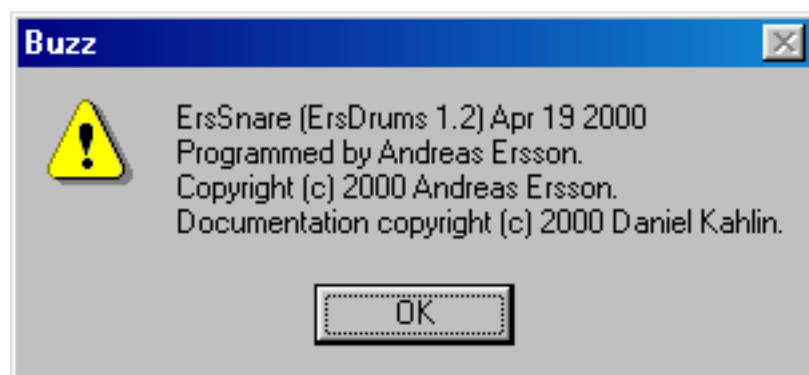 Buzz
ErsSnare (ErsDrums 1.2) Apr 19 2000
Programmed by Andreas Ersson.
Copyright (c) 2000 Andreas Ersson.
Documentation copyright (c) 2000 Daniel Kahlin.
OK